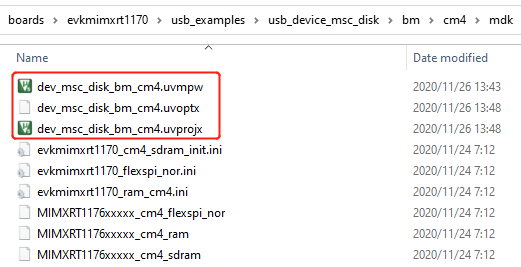 boards > evkmimxrt1170 > usb_examples > usb_device_msc_disk > bm > cm4 > mdk
Name Date modified
dev_msc_disk_bm_cm4.uvmpw 2020/11/26 13:43
dev_msc_disk_bm_cm4.uvoptx 2020/11/26 13:48
dev_msc_disk_bm_cm4.uvprojx 2020/11/26 13:48
evkmimxrt1170_cm4_sdram_init.ini 2020/11/24 7:12
evkmimxrt1170_flexspi_nor.ini 2020/11/24 7:12
evkmimxrt1170_ram_cm4.ini 2020/11/24 7:12
MIMXRT1176xxxxx_cm4_flexspi_nor 2020/11/24 7:12
MIMXRT1176xxxxx_cm4_ram 2020/11/24 7:12
MIMXRT1176xxxxx_cm4_sdram 2020/11/24 7:12